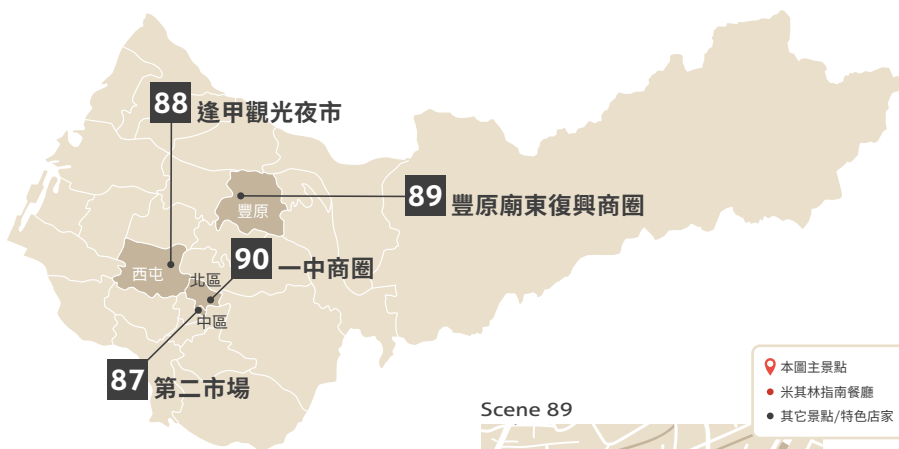 88 逢甲觀光夜市
89 豐原廟東復興商圈
豐原
90 一中商圈
西屯
北區
中區
87 第二市場
本圖主景點
米其林指南餐廳
其它景點/特色店家
Scene 89